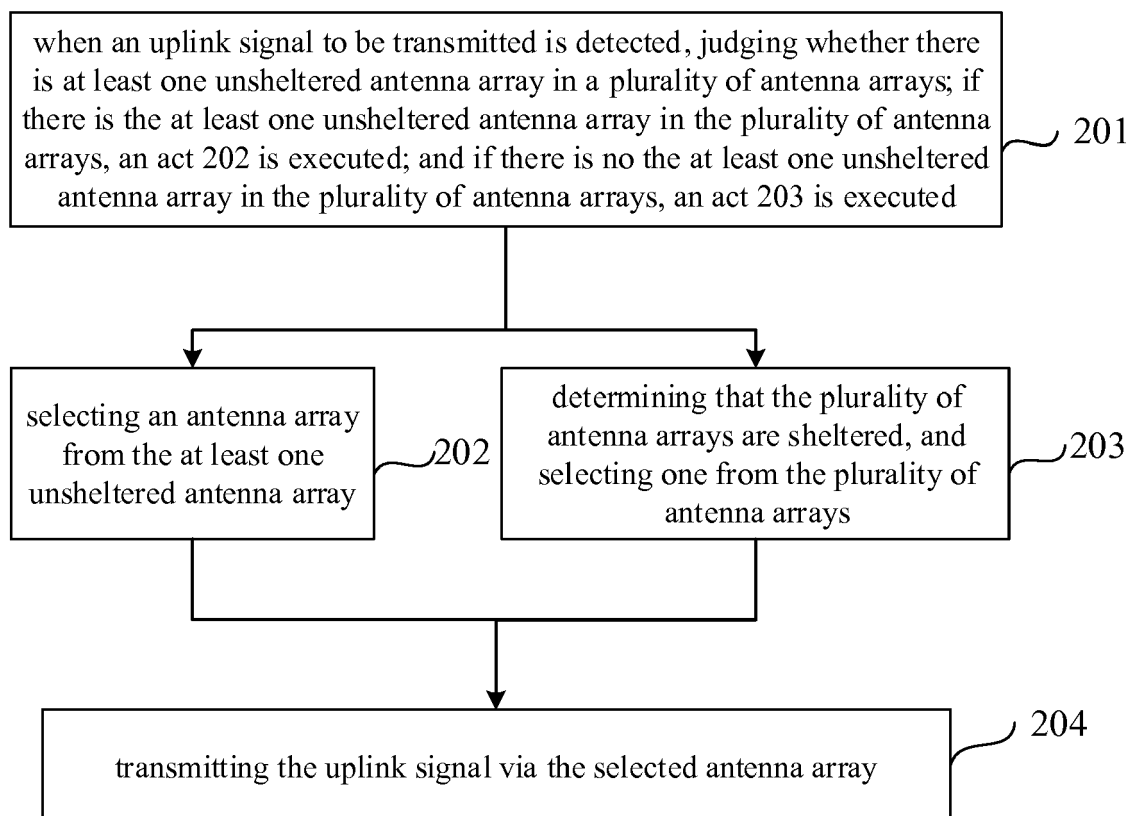 when an uplink signal to be transmitted is detected, judging whether there
is at least one unsheltered antenna array in a plurality of antenna arrays; if
there is the at least one unsheltered antenna array in the plurality of antenna
arrays, an act 202 is executed; and if there is no the at least one unsheltered
antenna array in the plurality of antenna arrays, an act 203 is executed
201
selecting an antenna array
from the at least one
unsheltered antenna array
202
determining that the plurality of
antenna arrays are sheltered, and
selecting one from the plurality of
antenna arrays
203
transmitting the uplink signal via the selected antenna array
204